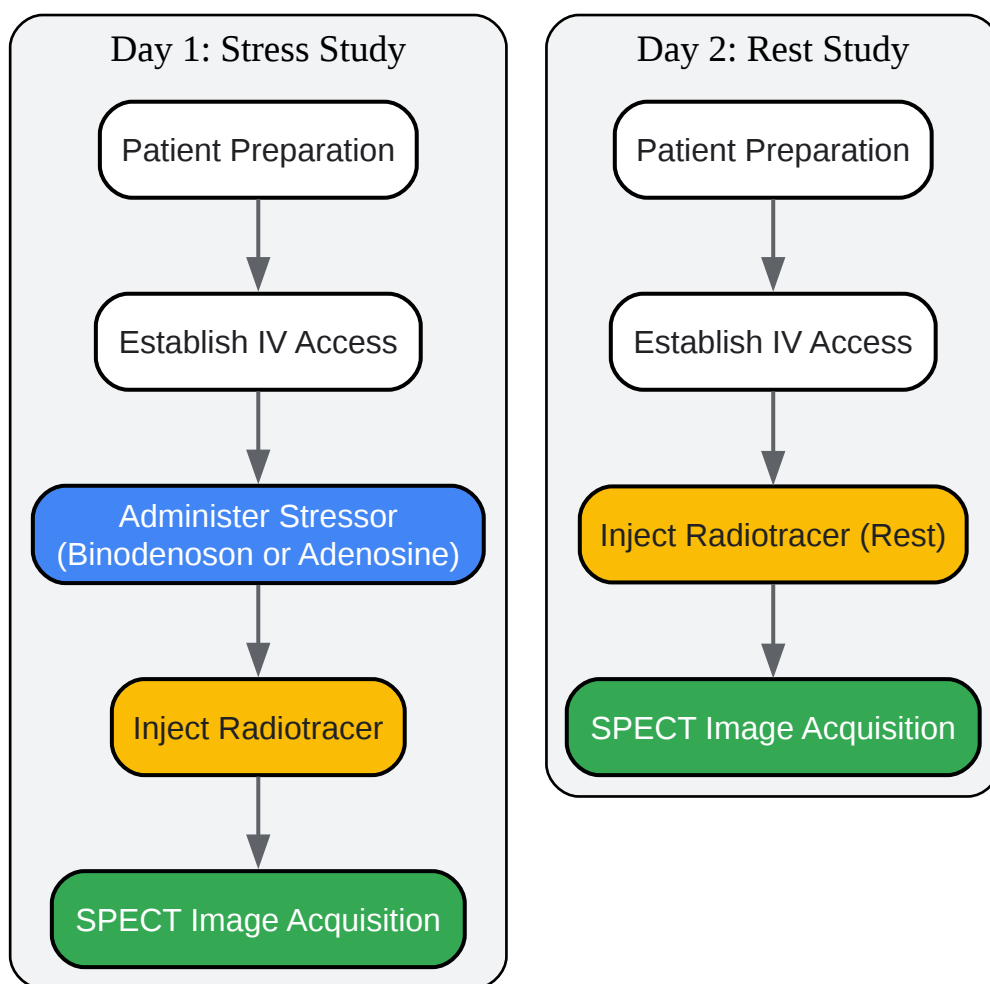 Day 1: Stress Study
Patient Preparation
Establish IV Access
Administer Stressor
(Binodenoson or Adenosine)
Inject Radiotracer
SPECT Image Acquisition
Day 2: Rest Study
Patient Preparation
Establish IV Access
Inject Radiotracer (Rest)
SPECT Image Acquisition